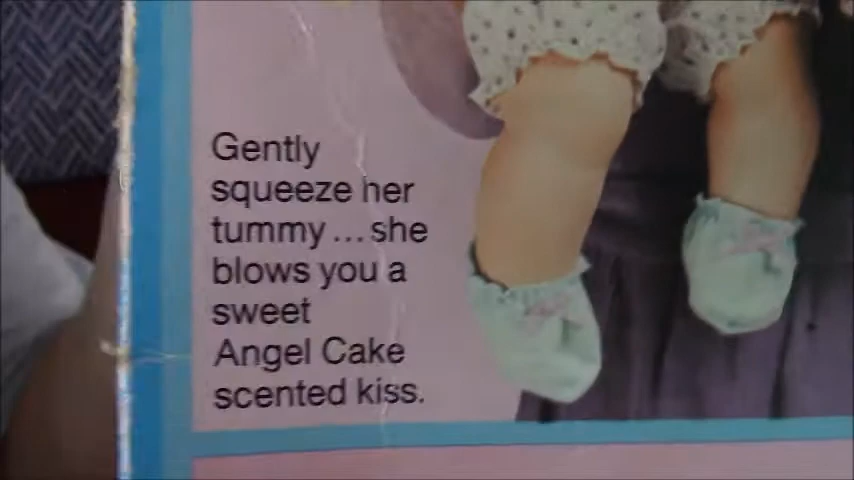 Gently
squeeze her
tummy...she
blows you a
sweet
Angel Cake
scented kiss.